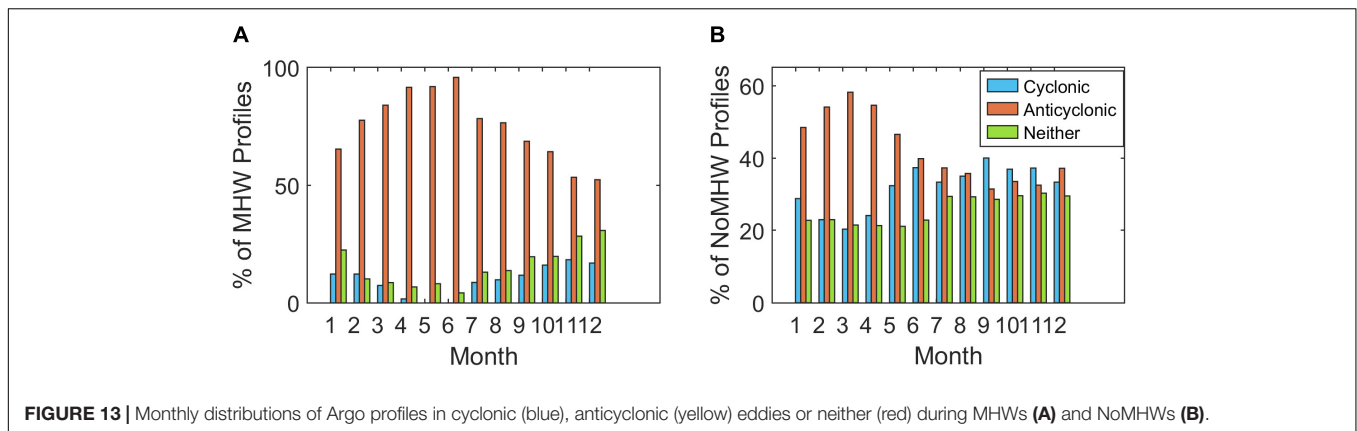 A
B
100
50
0
% of MHW Profiles
1 2 3 4 5 6 7 8 9 101112
Month
60
40
20
0
% of NoMHW Profiles
Cyclonic
Anticyclonic
Neither
1 2 3 4 5 6 7 8 9 101112
Month
FIGURE 13 | Monthly distributions of Argo profiles in cyclonic (blue), anticyclonic (yellow) eddies or neither (red) during MHWs (A) and NoMHWs (B).